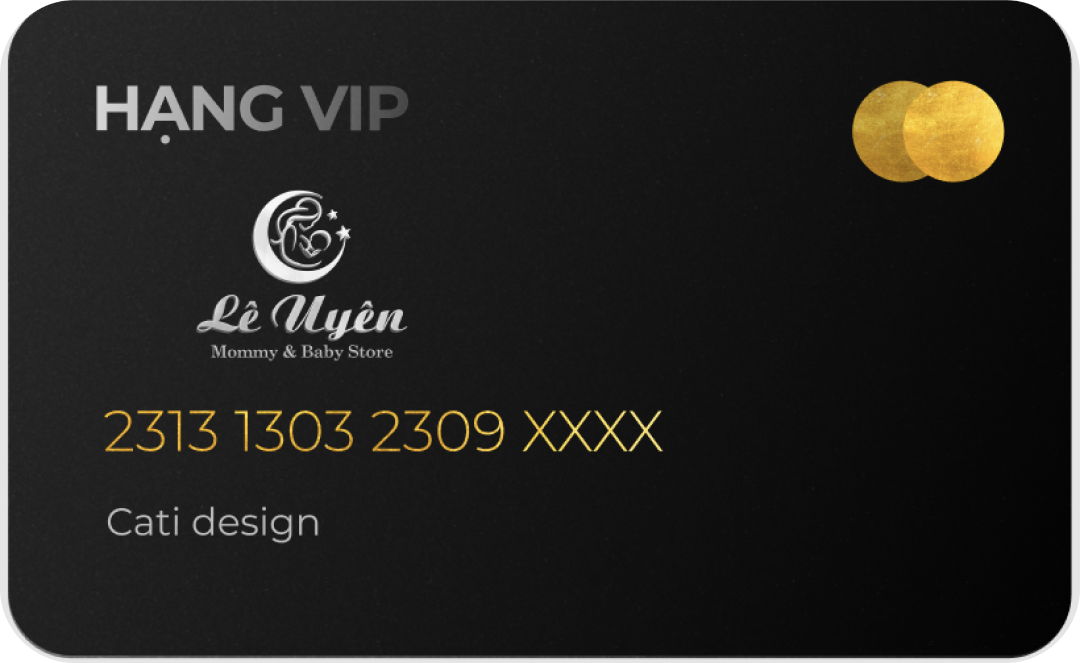 HẠNG VIP
Lê Uyên
Mommy & Baby Store
2313 1303 2309 XXXX
Cati design